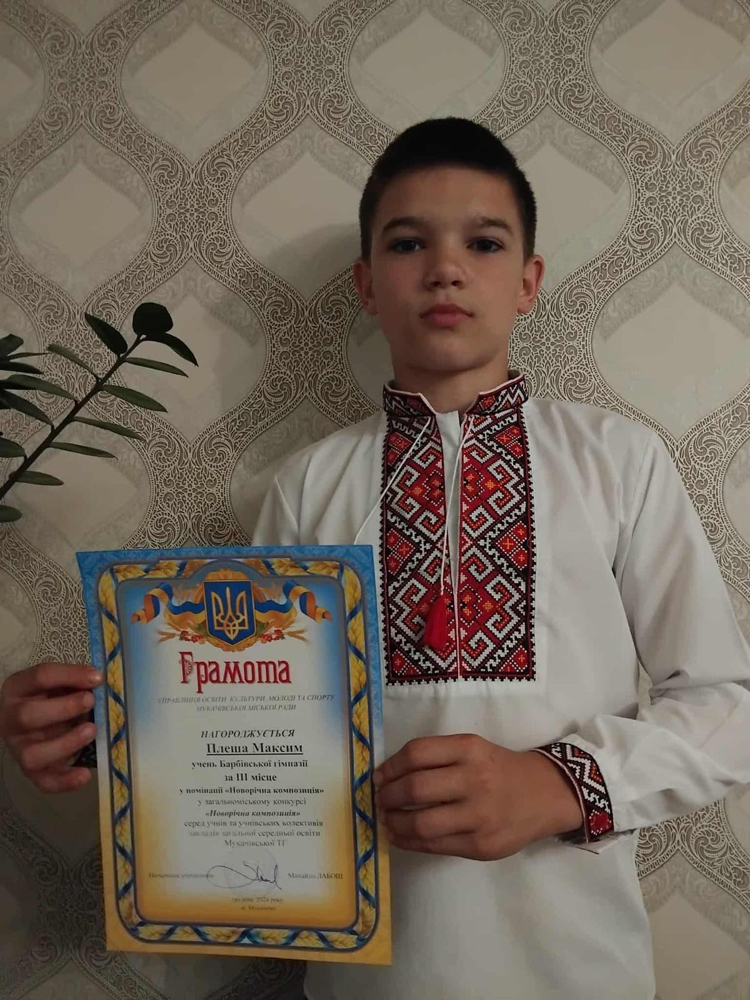 Грамота
УПРАВЛІННЯ ОСВІТИ, КУЛЬТУРИ, МОЛОДІ ТА СПОРТУ
МУКАЧІВСЬКОЇ МІСЬКОЇ РАДИ
НАГОРОДЖУЄТЬСЯ
Плеша Максим
учень Барбівської гімназії
за ІІІ місце
у номінації «Новорічна композиція»
у загальноміському конкурсі
«Новорічна композиція»
серед учнів та учнівських колективів
закладів загальної середньої освіти
Мукачівської ТГ
Начальник управління Михайло ЛАБОШ
грудень 2024 року
м. Мукачево